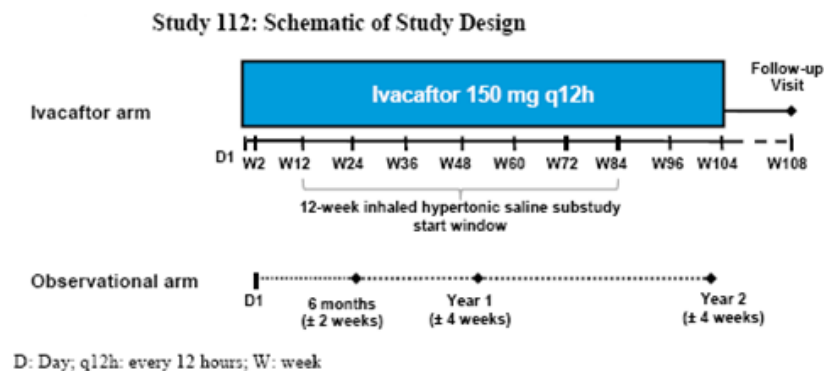 Study 112: Schematic of Study Design
Ivacaftor 150 mg q12h
Follow-up
Visit
Ivacaftor arm
D1 W2 W12 W24 W36 W48 W60 W72 W84 W96 W104 W108
12-week inhaled hypertonic saline substudy
start window
Observational arm
D1 6 months Year 1 Year 2
(± 2 weeks) (± 4 weeks) (± 4 weeks)
D: Day; q12h: every 12 hours; W: week